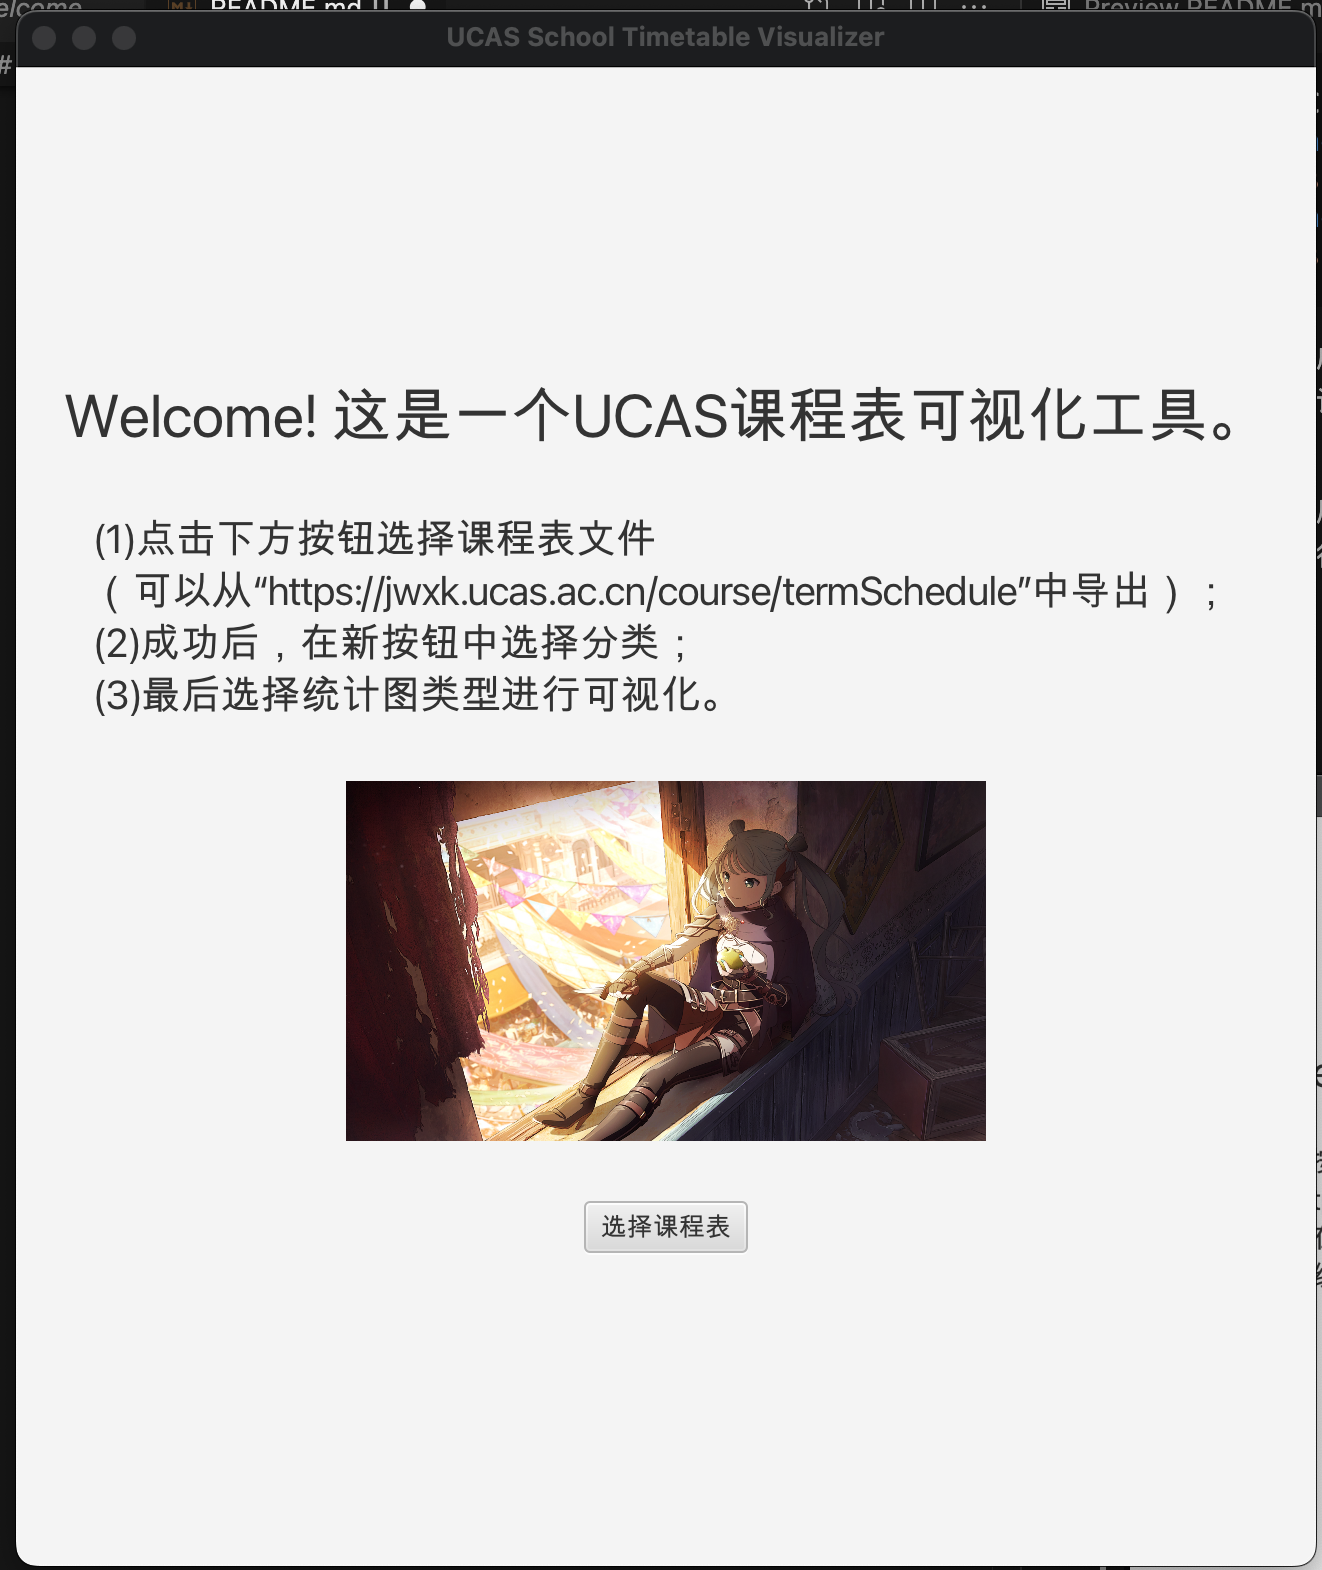 README.md U
Preview README.m
#
UCAS School Timetable Visualizer
Welcome! 这是一个UCAS课程表可视化工具。
(1)点击下方按钮选择课程表文件
（可以从“https://jwxk.ucas.ac.cn/course/termSchedule”中导出）；
(2)成功后，在新按钮中选择分类；
(3)最后选择统计图类型进行可视化。
选择课程表